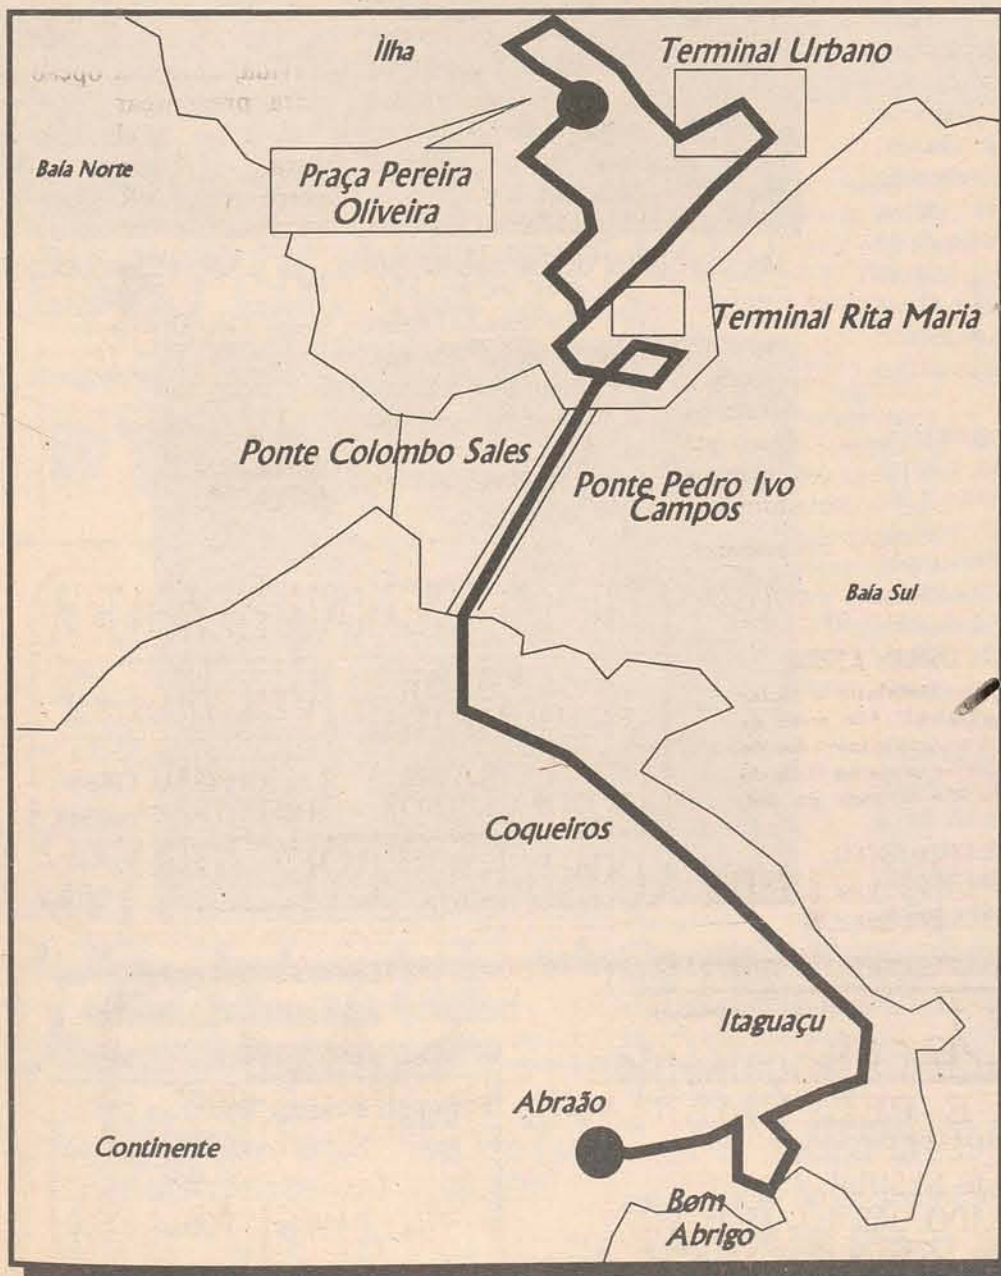 Ìlha
Terminal Urbano
Baía Norte
Praça Pereira
Oliveira
Terminal Rita Maria
Ponte Colombo Sales
Ponte Pedro Ivo
Campos
Baía Sul
Coqueiros
Itaguaçu
Abraão
Continente
Bom
Abrigo